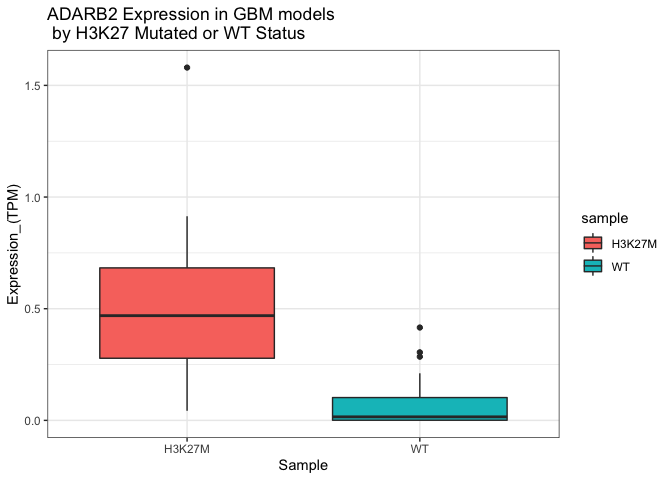 ADARB2 Expression in GBM models
by H3K27 Mutated or WT Status
Expression_(TPM)
1.5
1.0
0.5
0.0
H3K27M
WT
Sample
sample
H3K27M
WT